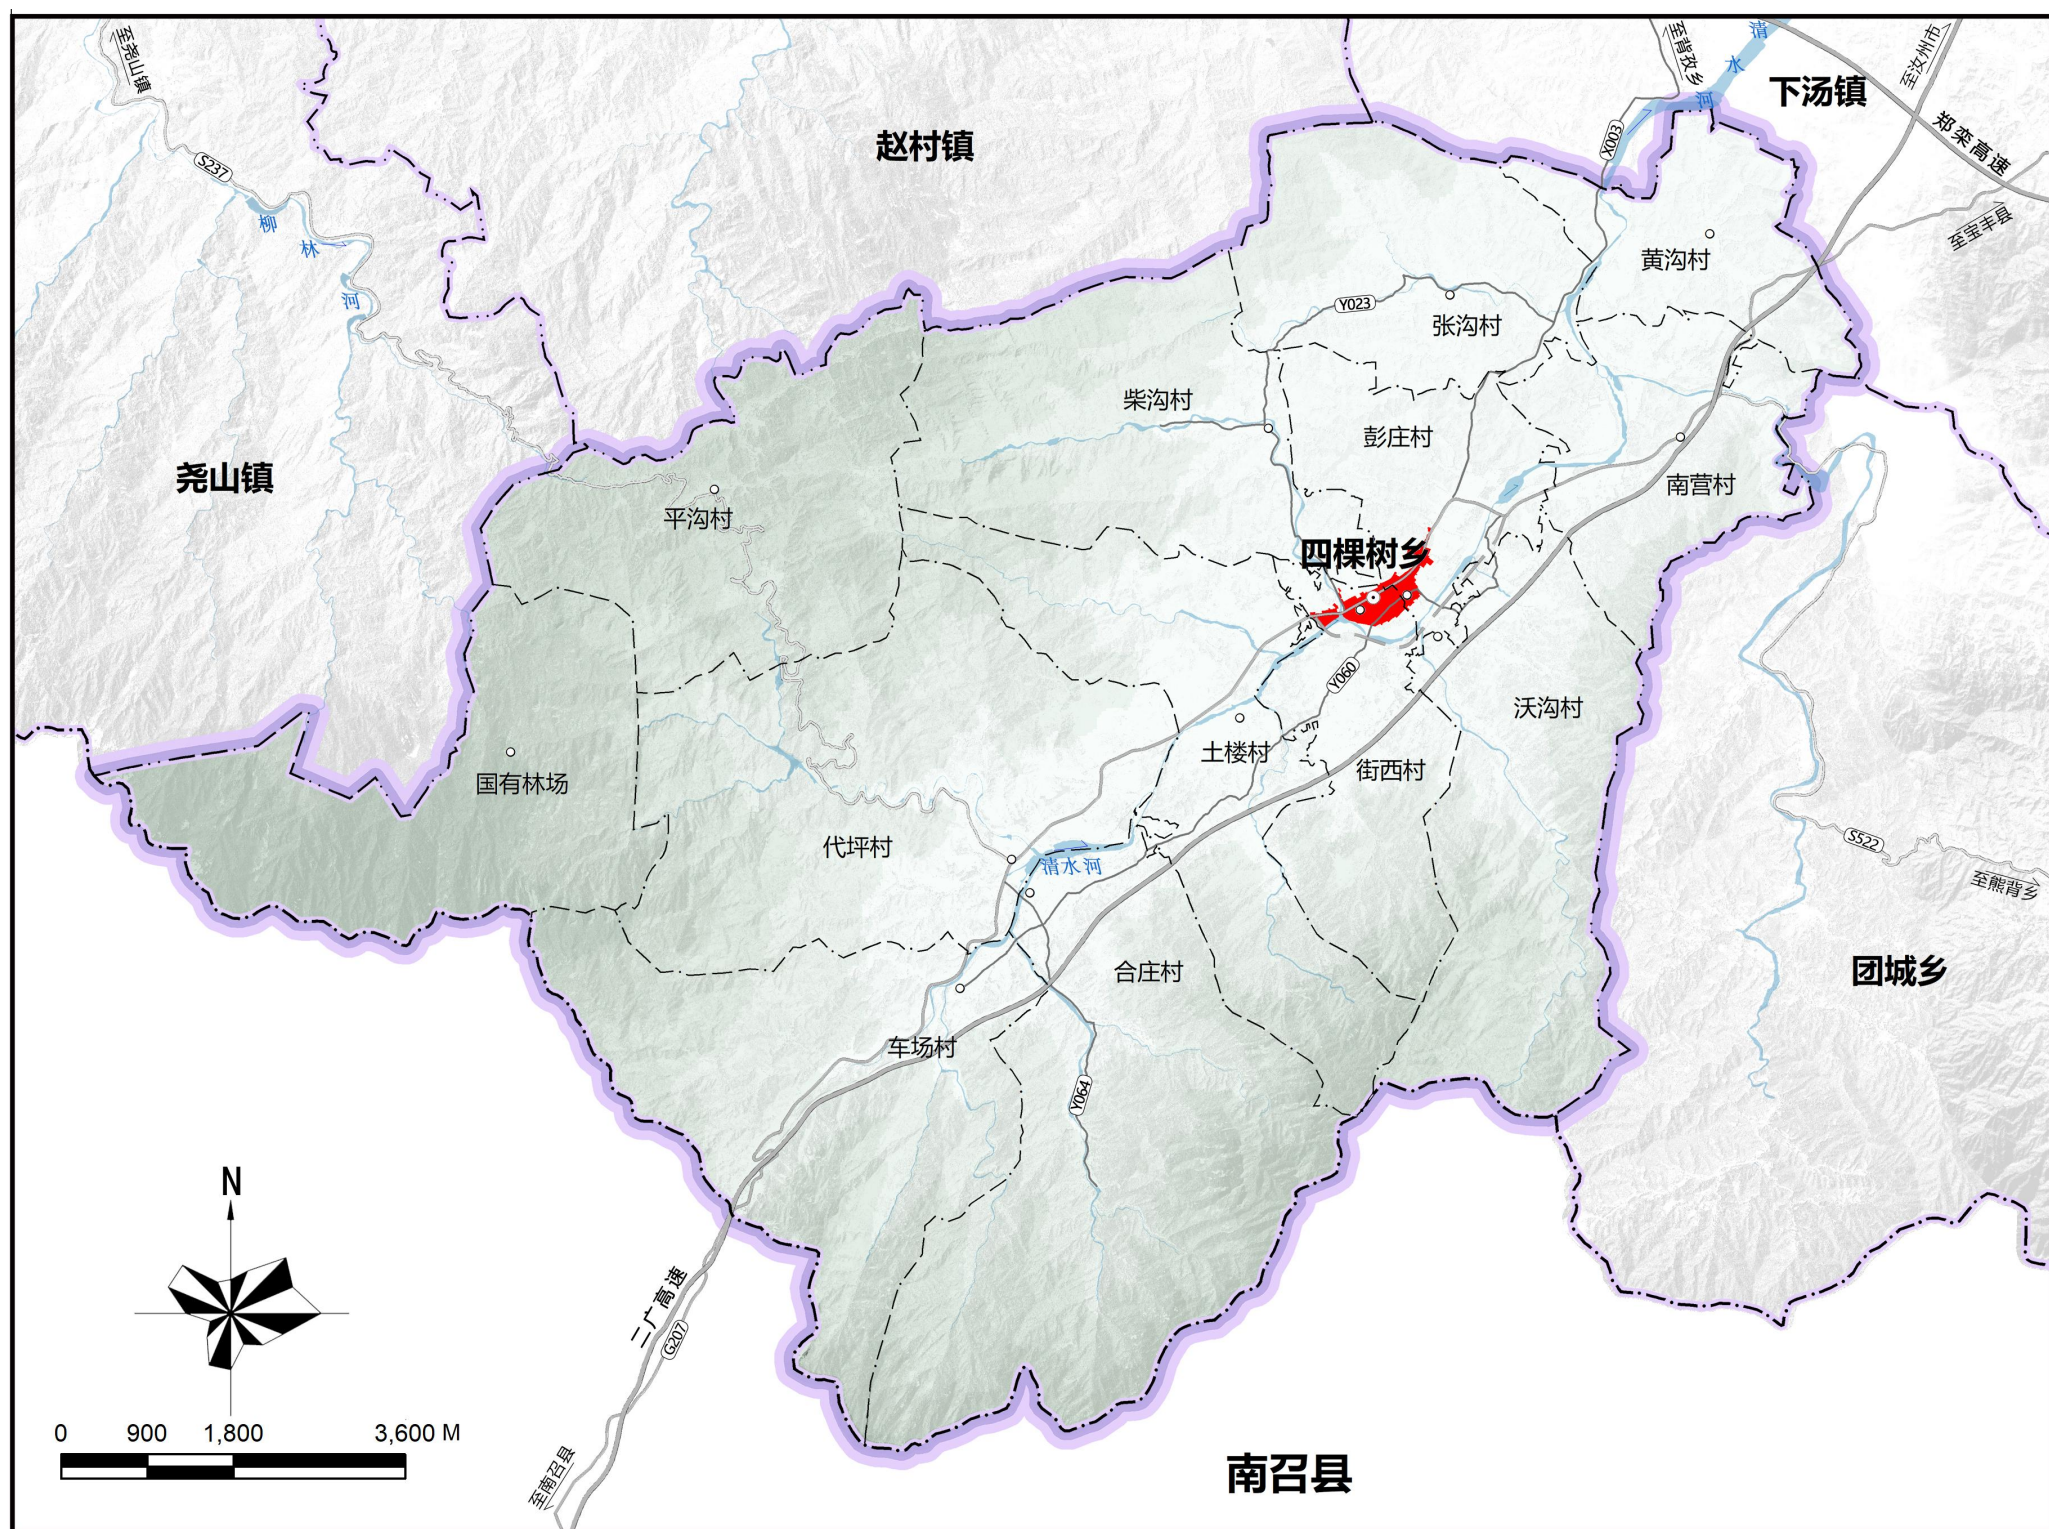 至尧山镇
至背孜乡
清水河
下汤镇
至汝州市
郑栾高速
赵村镇
X003
S237
柳林河
至宝丰县
黄沟村
Y023
张沟村
柴沟村
彭庄村
尧山镇
南营村
平沟村
四棵树乡
Y060
沃沟村
土楼村
街西村
国有林场
代坪村
清水河
S522
至熊背乡
合庄村
团城乡
车场村
Y064
N
二广高速
G207
0 900 1,800 3,600 M
至南召县
南召县